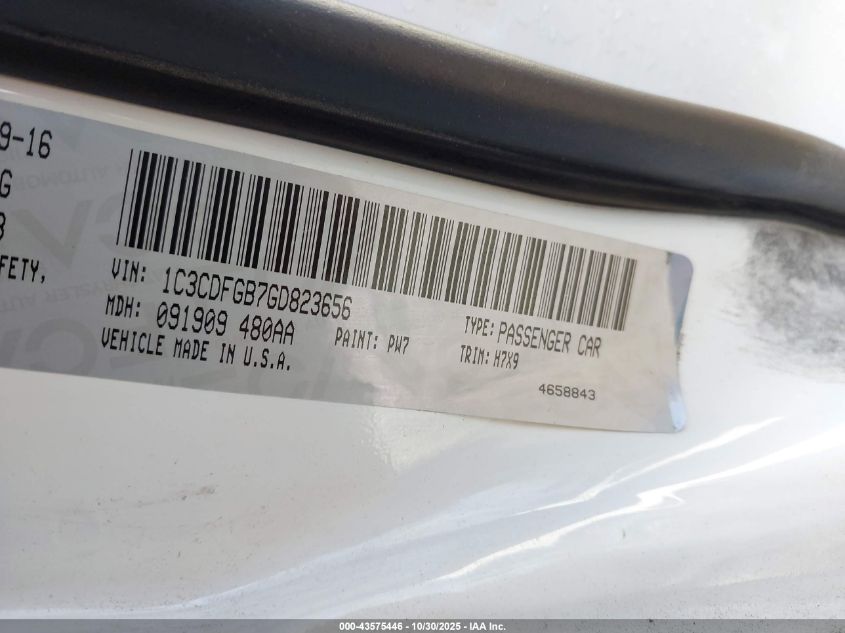 9-16
G
3
FETY,
VIN: 1C3CDFGB7GD823656
MDH: 091909 480AA
PAINT: PW7
TYPE: PASSENGER CAR
VEHICLE MADE IN U.S.A.
TRIM: H7X9
4658843
000-43575446 - 10/30/2025 - IAA Inc.